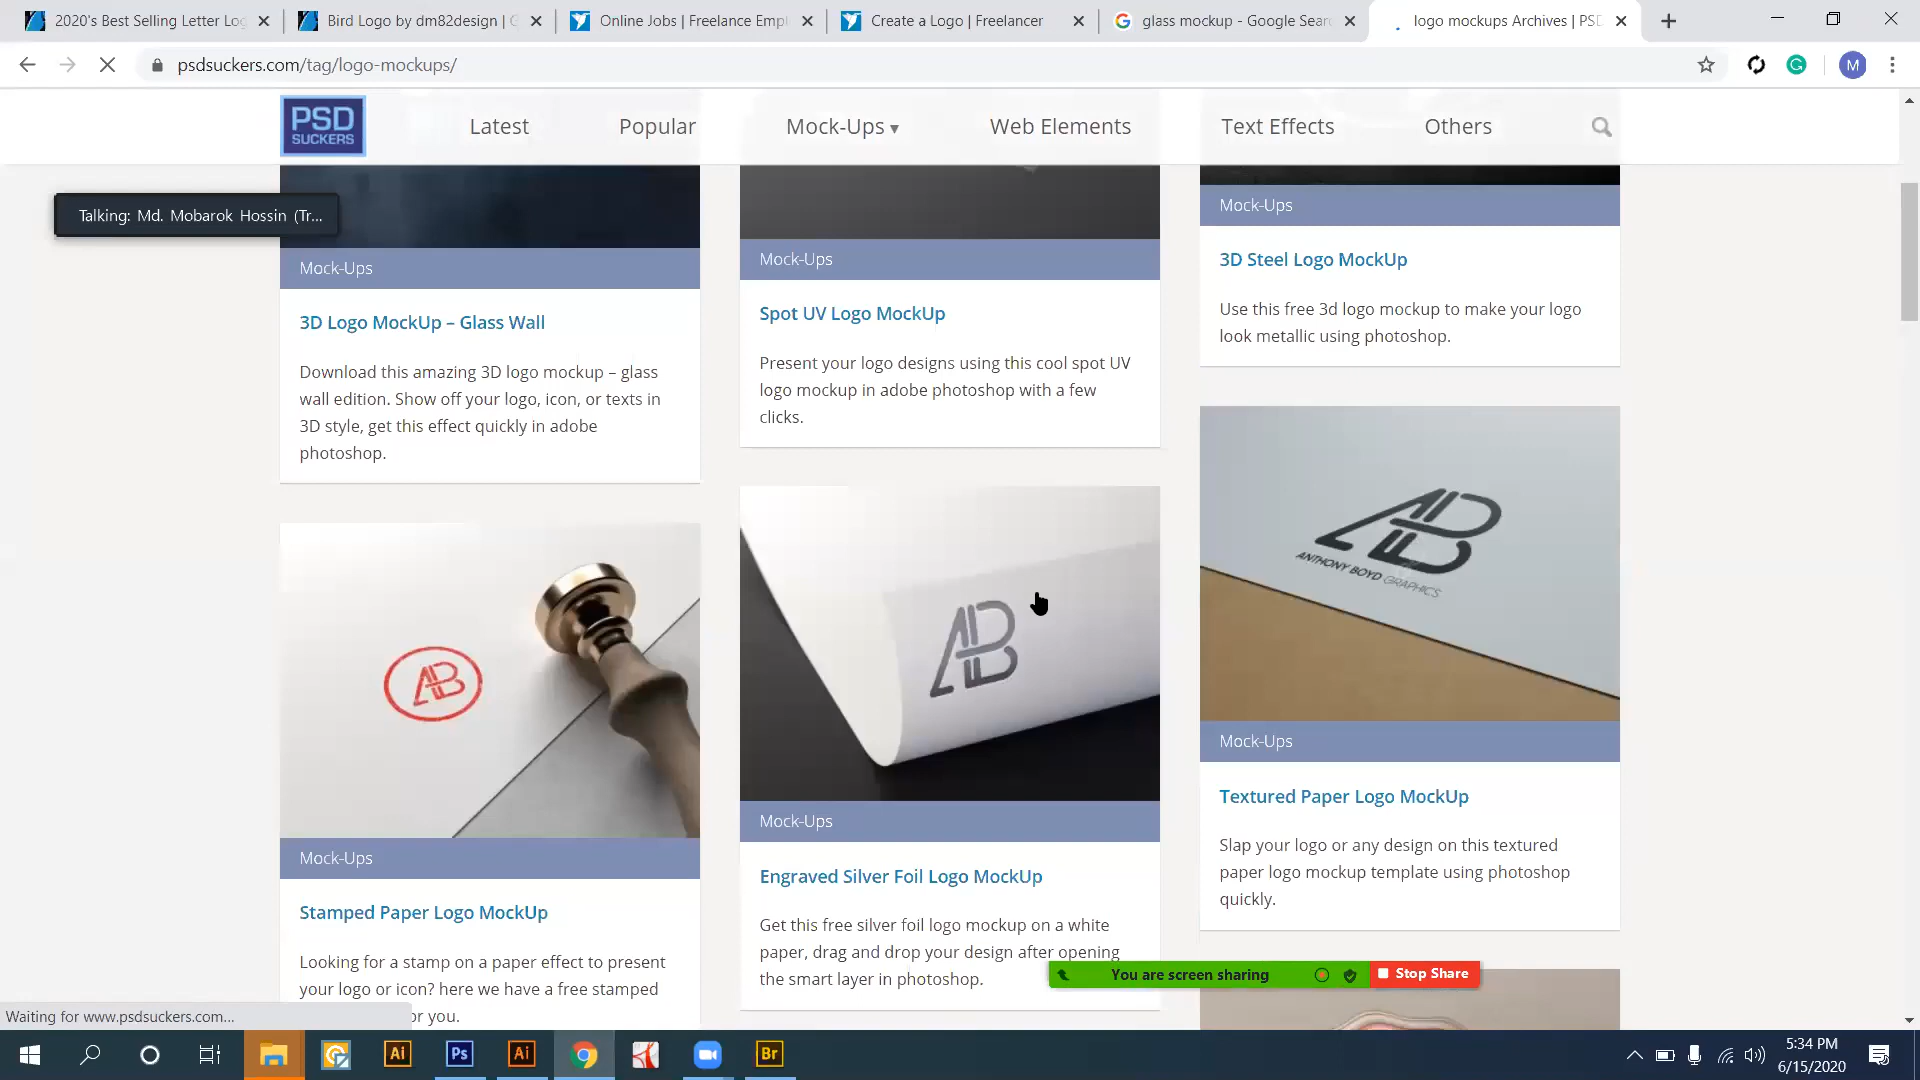 2020's Best Selling Letter Log
Bird Logo by dm82design | G
Online Jobs | Freelance Empl
Create a Logo | Freelancer
glass mockup - Google Sear
logo mockups Archives | PSD
psdsuckers.com/tag/logo-mockups/
M
PSD
SUCKERS
Latest
Popular
Mock-Ups ▾
Web Elements
Text Effects
Others
Talking: Md. Mobarok Hossin (Tr...
Mock-Ups
3D Logo MockUp – Glass Wall
Download this amazing 3D logo mockup – glass
wall edition. Show off your logo, icon, or texts in
3D style, get this effect quickly in adobe
photoshop.
Mock-Ups
Spot UV Logo MockUp
Present your logo designs using this cool spot UV
logo mockup in adobe photoshop with a few
clicks.
Mock-Ups
3D Steel Logo MockUp
Use this free 3d logo mockup to make your logo
look metallic using photoshop.
AB
Mock-Ups
Stamped Paper Logo MockUp
Looking for a stamp on a paper effect to present
your logo or icon? here we have a free stamped
or you.
AB
Mock-Ups
Engraved Silver Foil Logo MockUp
Get this free silver foil logo mockup on a white
paper, drag and drop your design after opening
the smart layer in photoshop.
AB
ANTHONY BOYD GRAPHICS
Mock-Ups
Textured Paper Logo MockUp
Slap your logo or any design on this textured
paper logo mockup template using photoshop
quickly.
You are screen sharing
Stop Share
Waiting for www.psdsuckers.com...
Ai
Ps
Ai
Br
5:34 PM
6/15/2020